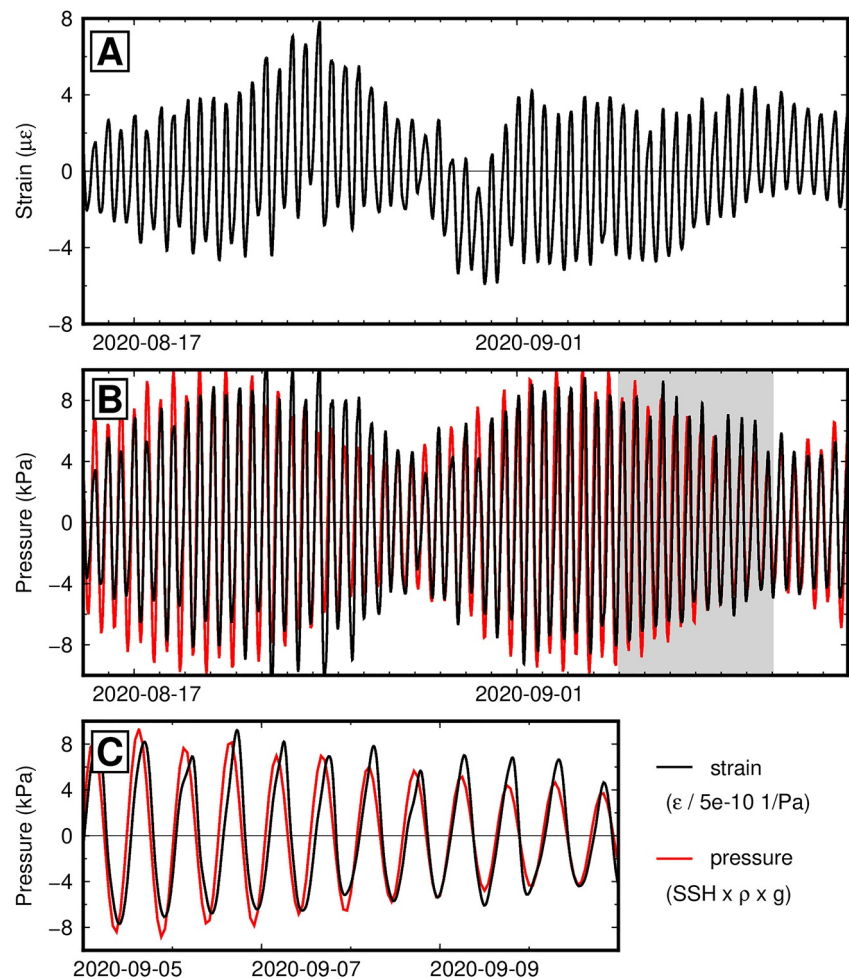 A
8
4
0
−4
−8
Strain (µε)
2020-08-17 2020-09-01
B
8
4
0
−4
−8
Pressure (kPa)
2020-08-17 2020-09-01
C
8
4
0
−4
−8
Pressure (kPa)
2020-09-05 2020-09-07 2020-09-09
strain
(ε / 5e-10 1/Pa)
pressure
(SSH x ρ x g)